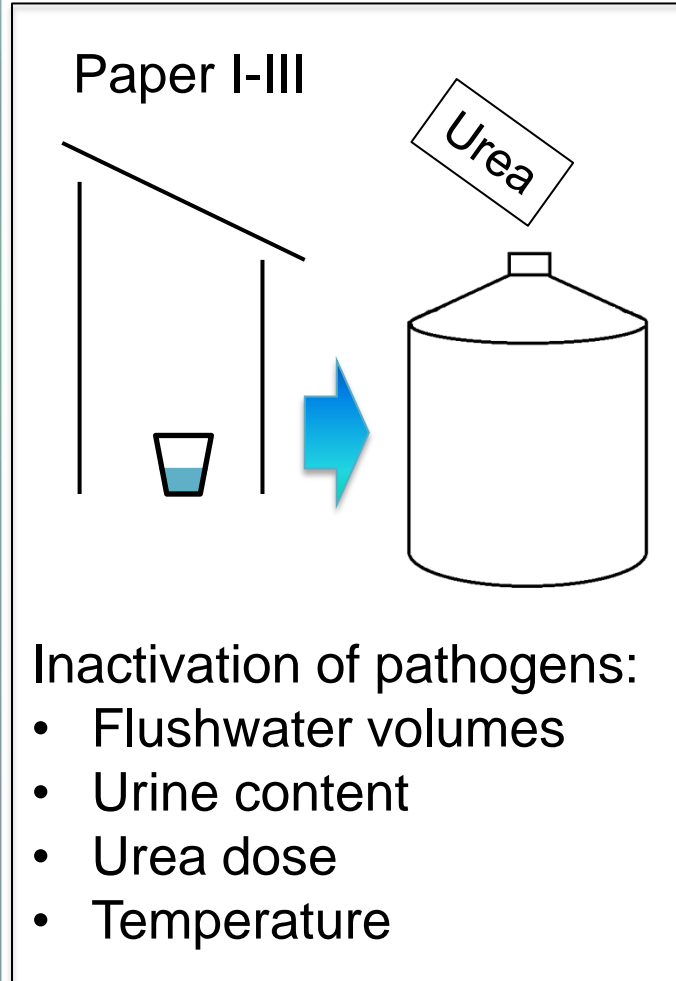 Paper I-III
Urea
Inactivation of pathogens:
• Flushwater volumes
• Urine content
• Urea dose
• Temperature